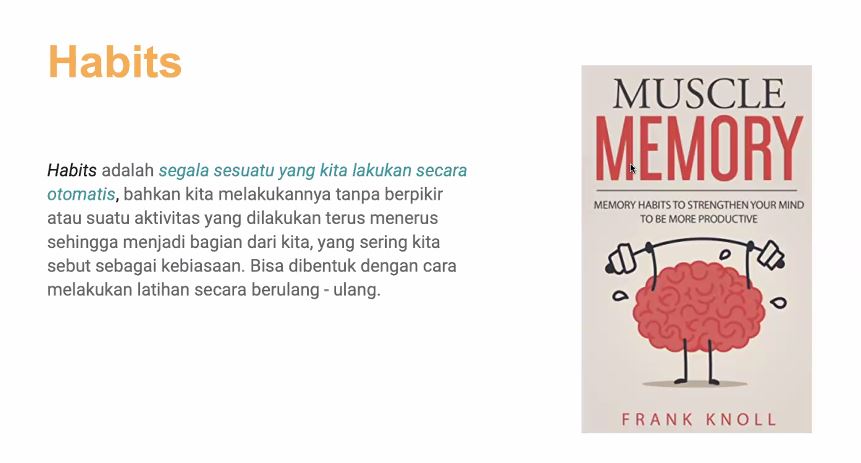 Habits
Habits adalah segala sesuatu yang kita lakukan secara
otomatis, bahkan kita melakukannya tanpa berpikir
atau suatu aktivitas yang dilakukan terus menerus
sehingga menjadi bagian dari kita, yang sering kita
sebut sebagai kebiasaan. Bisa dibentuk dengan cara
melakukan latihan secara berulang - ulang.
MUSCLE
MEMORY
MEMORY HABITS TO STRENGTHEN YOUR MIND
TO BE MORE PRODUCTIVE
FRANK KNOLL